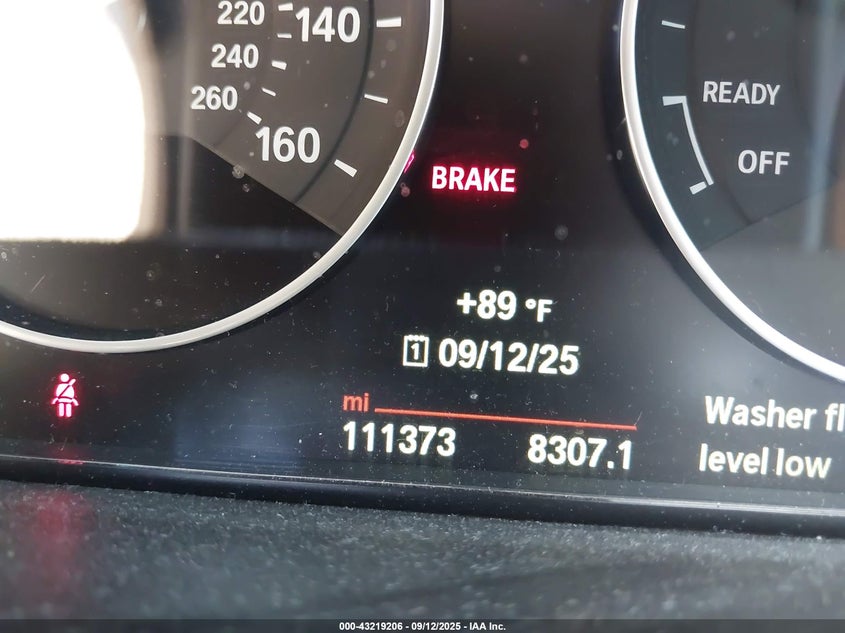 220
140
240
260
160
READY
OFF
BRAKE
+89 °F
1 09/12/25
mi
111373 8307.1
Washer fl
level low
000-43219206 - 09/12/2025 - IAA Inc.